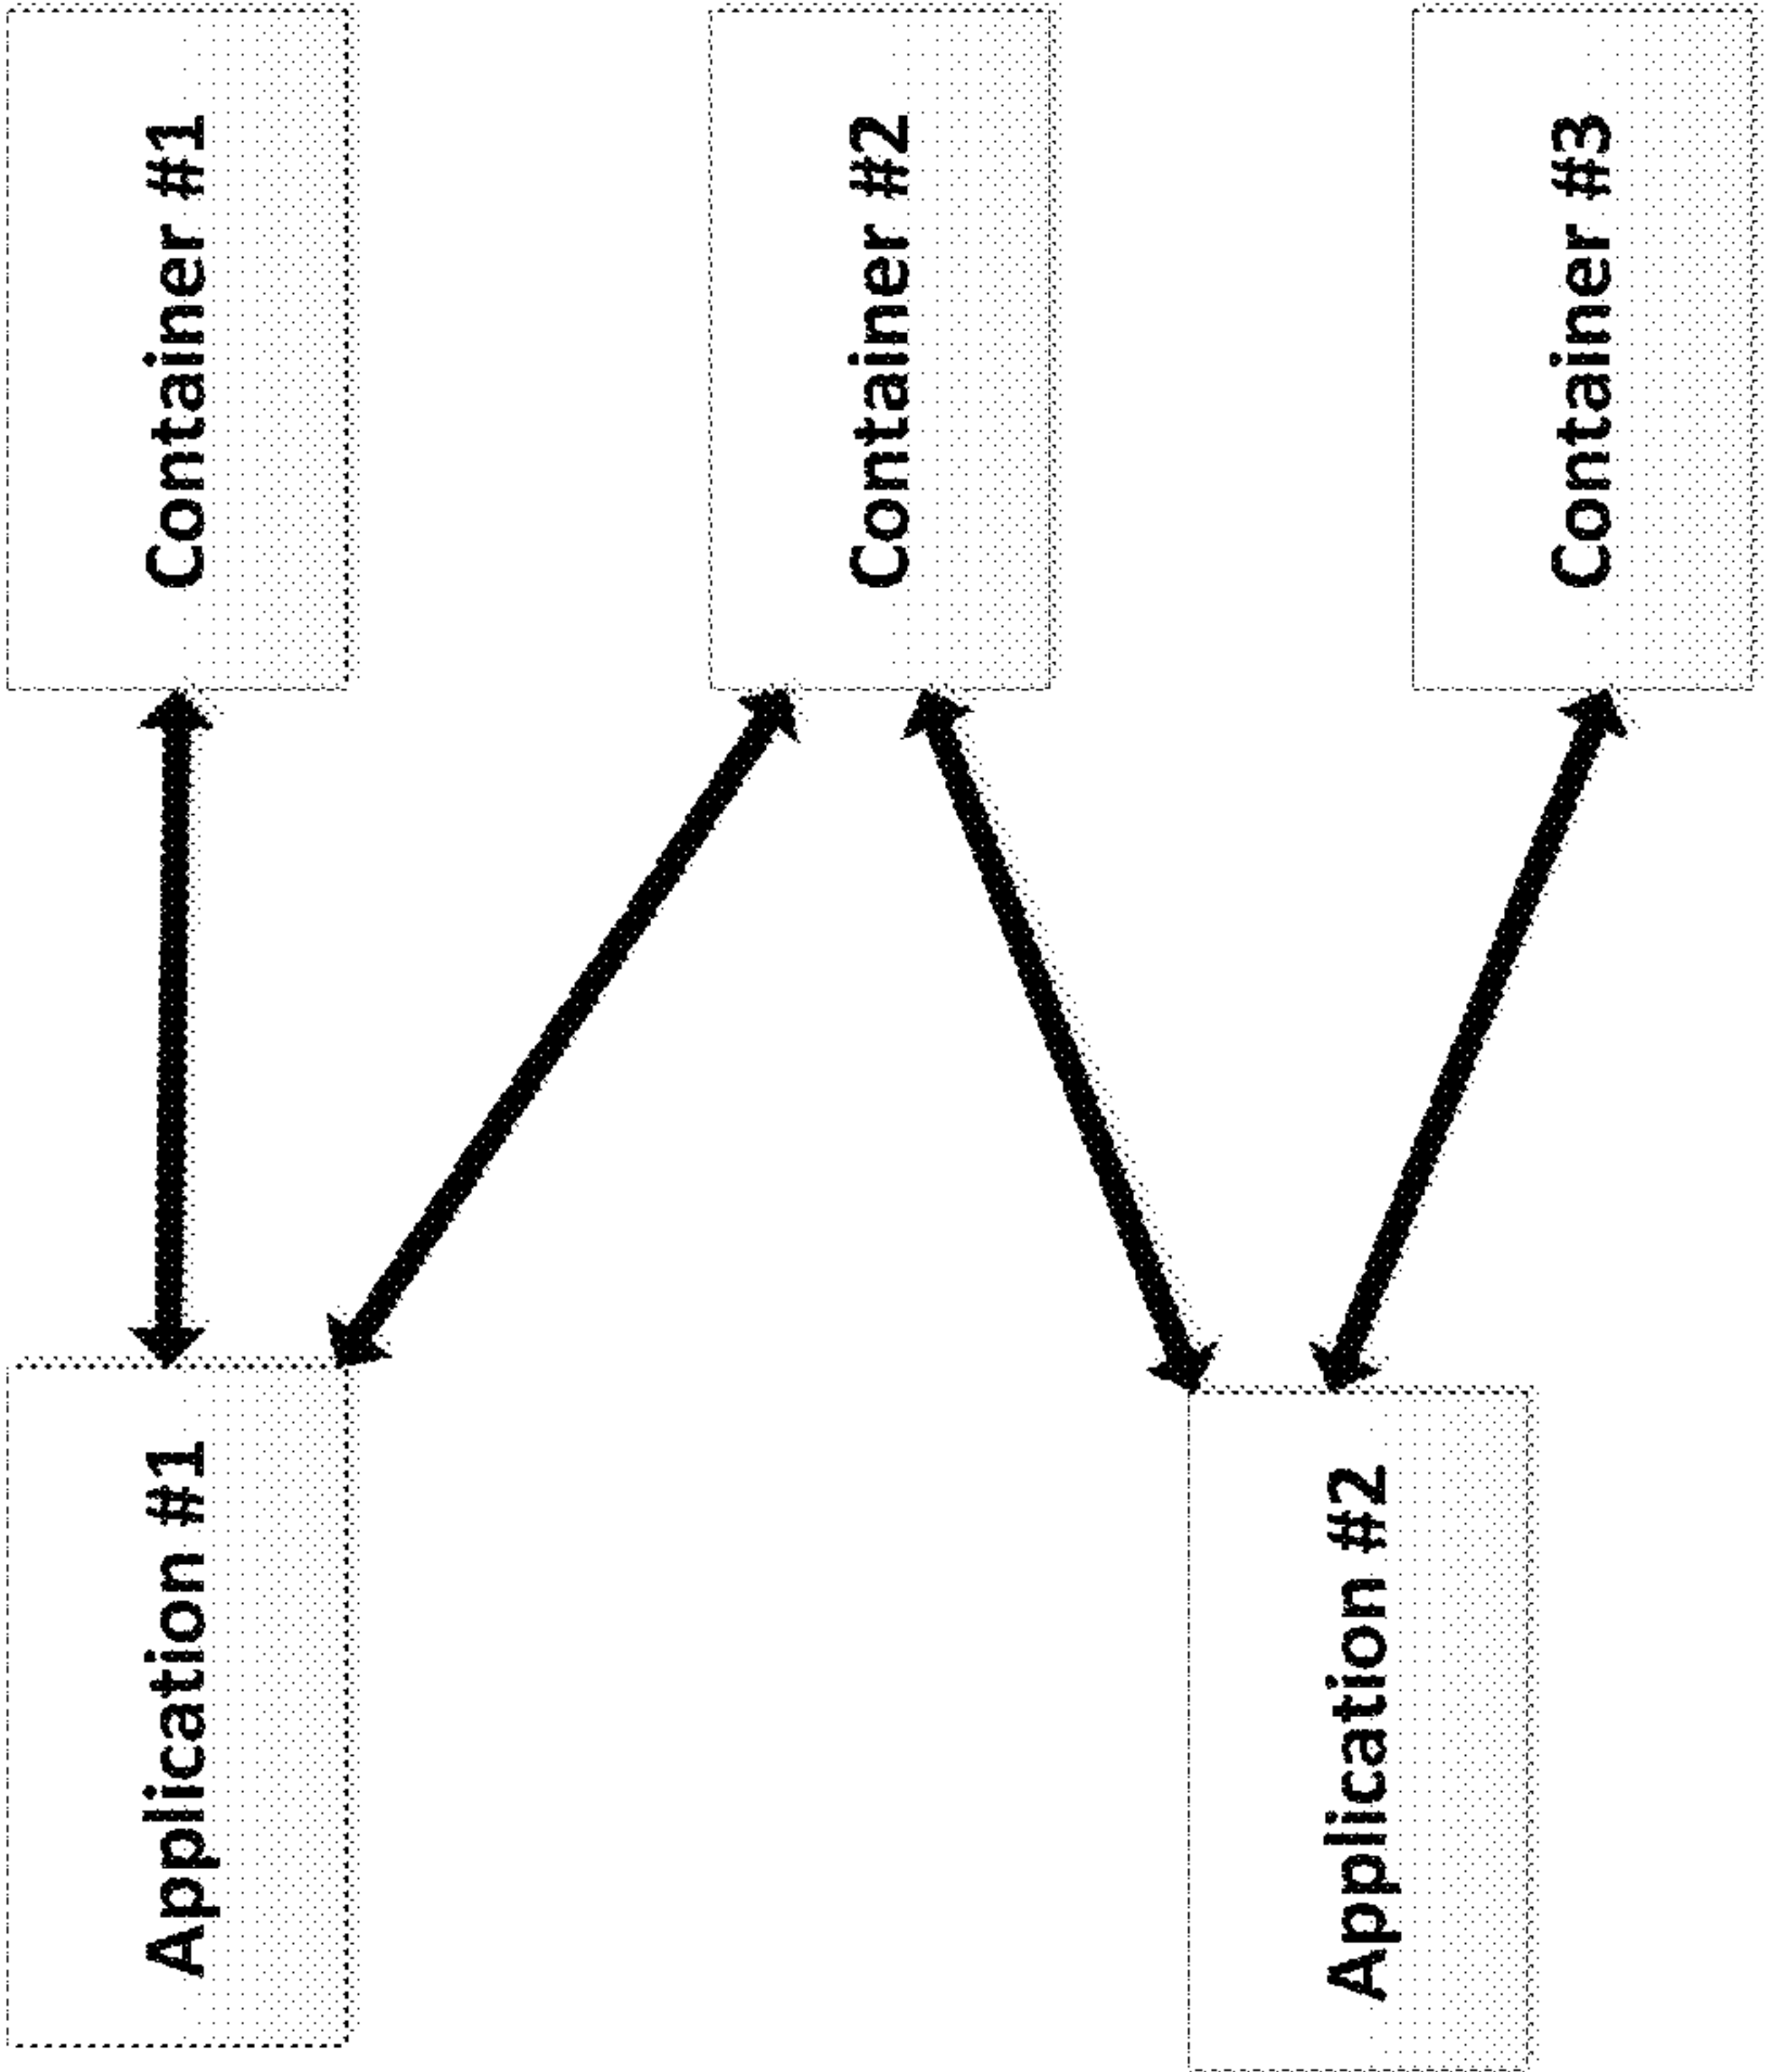 Container #1
Container #2
Container #3
Application #1
Application #2